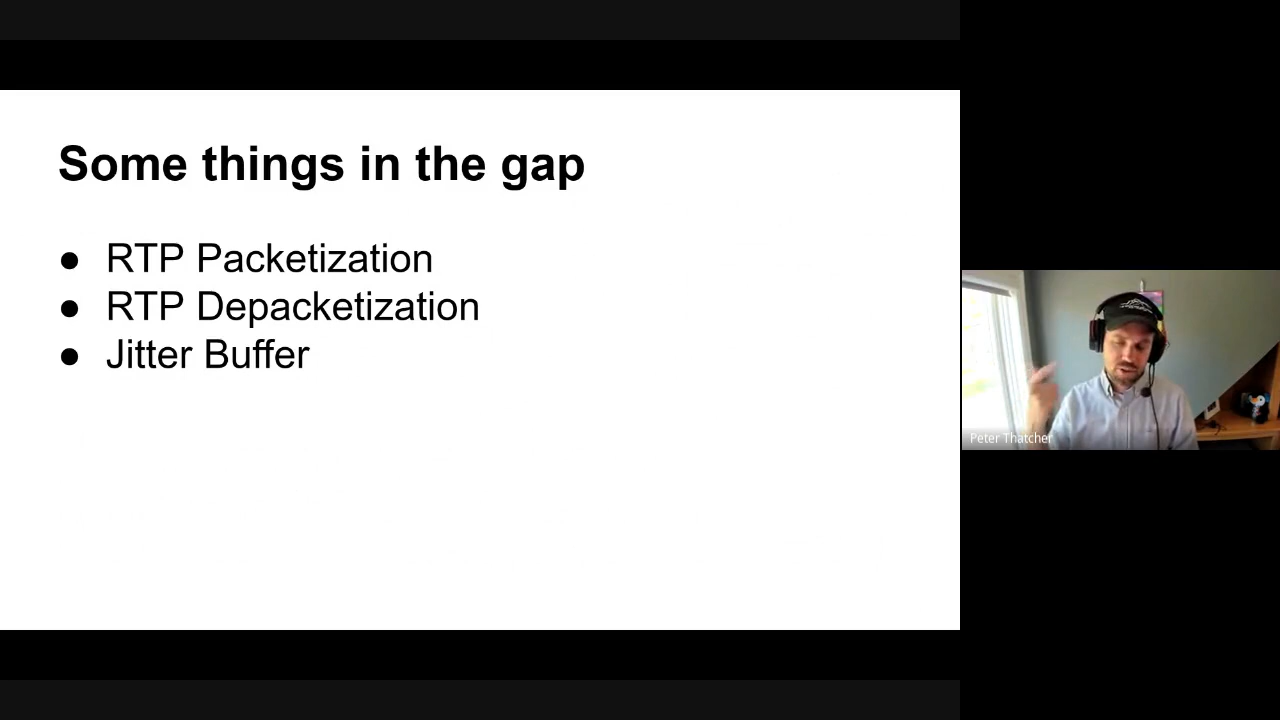 Some things in the gap
● RTP Packetization
● RTP Depacketization
● Jitter Buffer
Peter Thatcher